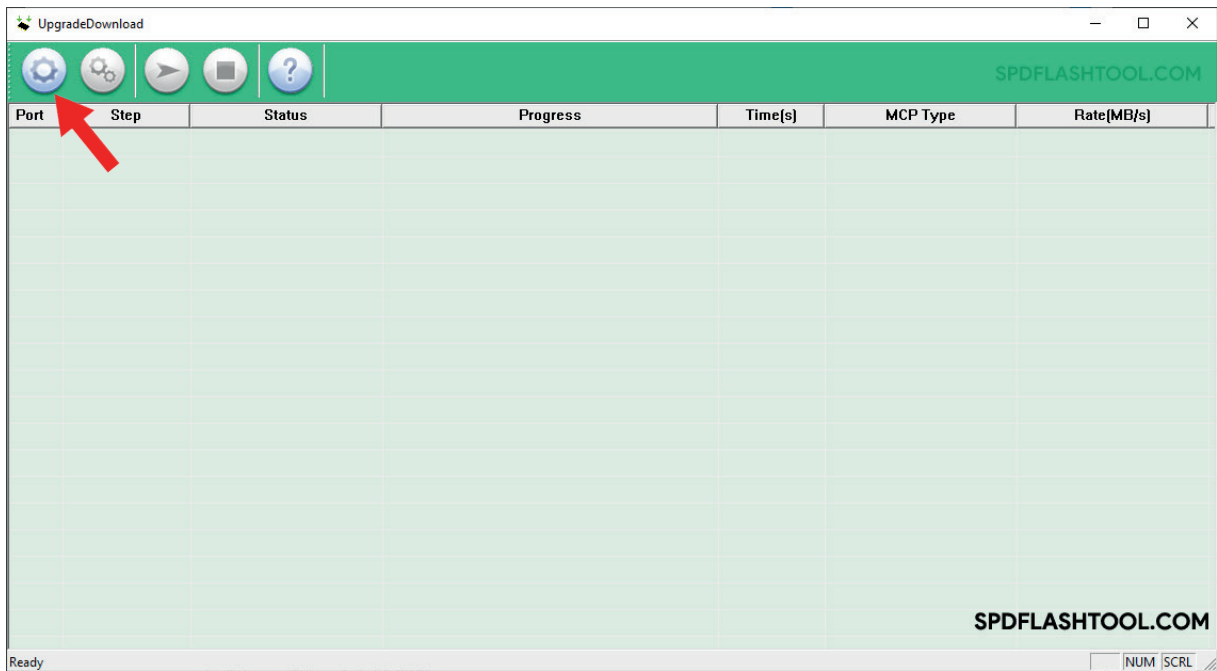 UpgradeDownload
?
SPDFLASHTOOL.COM
Port Step Status Progress Time(s) MCP Type Rate(MB/s)
SPDFLASHTOOL.COM
Ready NUM SCRL